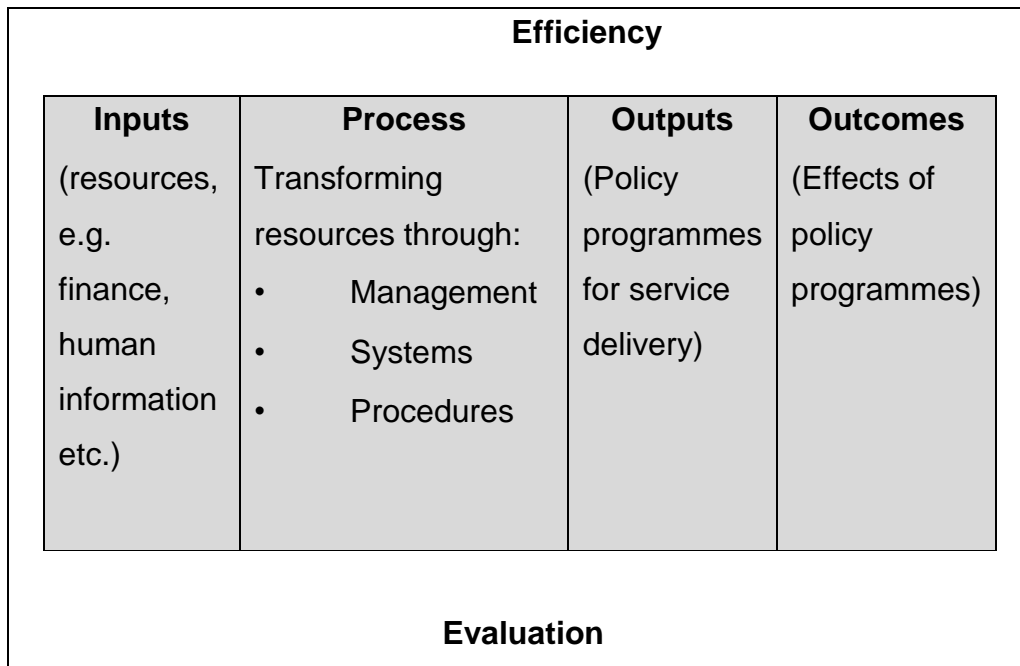 Efficiency
Inputs
(resources,
e.g.
finance,
human
information
etc.)
Process
Transforming
resources through:
• Management
• Systems
• Procedures
Outputs
(Policy
programmes
for service
delivery)
Outcomes
(Effects of
policy
programmes)
Evaluation